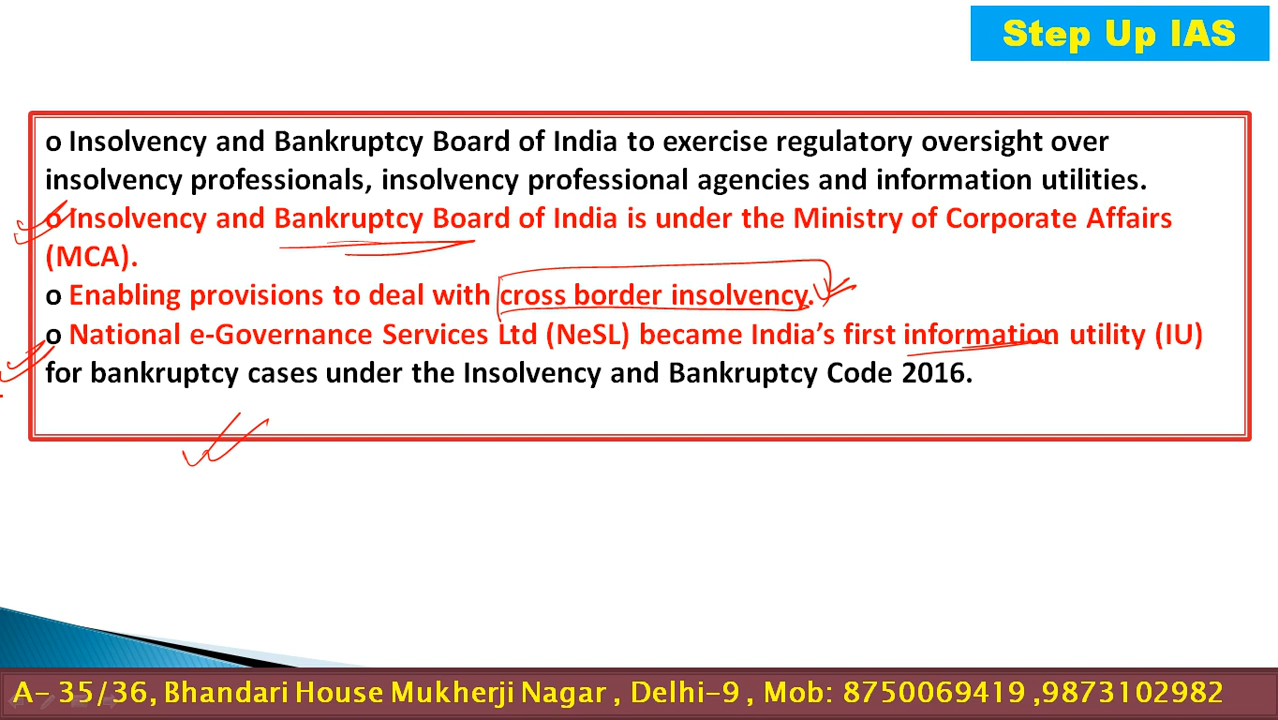 Step Up IAS
o Insolvency and Bankruptcy Board of India to exercise regulatory oversight over
insolvency professionals, insolvency professional agencies and information utilities.
o Insolvency and Bankruptcy Board of India is under the Ministry of Corporate Affairs
(MCA).
o Enabling provisions to deal with cross border insolvency.
o National e-Governance Services Ltd (NeSL) became India’s first information utility (IU)
for bankruptcy cases under the Insolvency and Bankruptcy Code 2016.
A- 35/36, Bhandari House Mukherji Nagar , Delhi-9 , Mob: 8750069419 ,9873102982